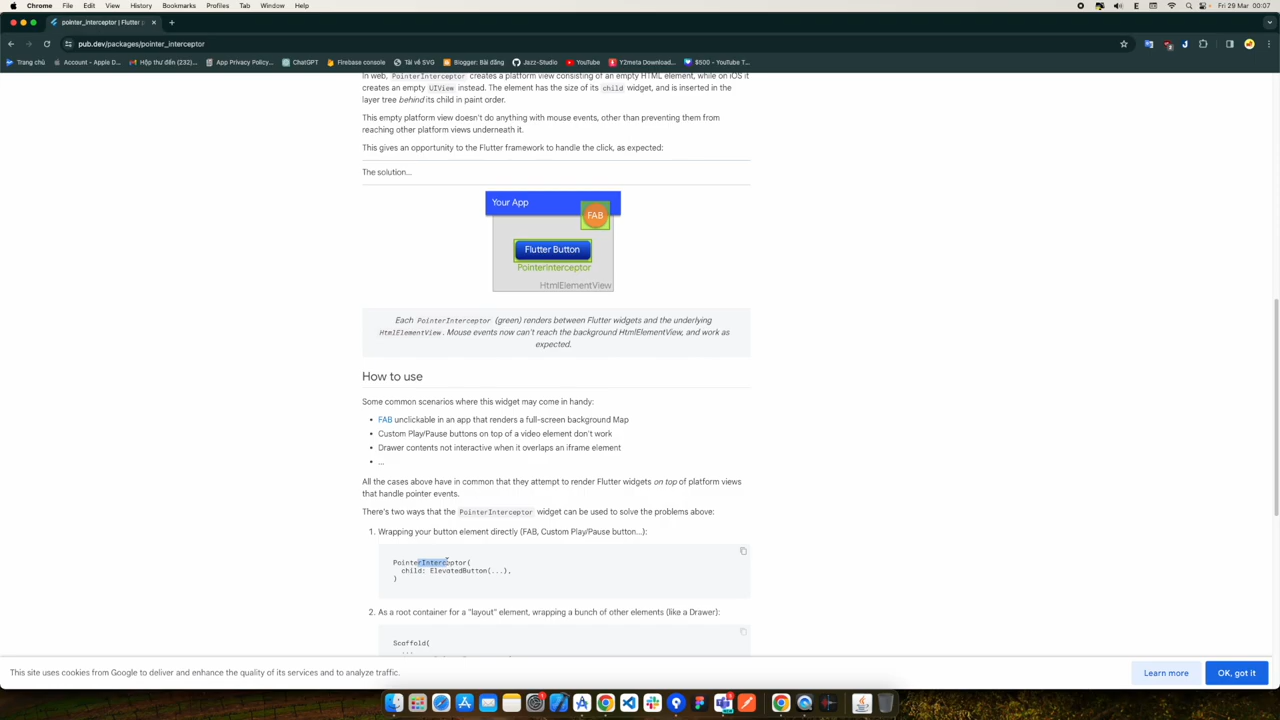 Chrome File Edit View History Bookmarks Profiles Tab Window Help
E
Fri 29 Mar 00:07
pointer_interceptor | Flutter p
pub.dev/packages/pointer_interceptor
Trang chủ
Account - Apple D...
Hộp thư đến (232)...
App Privacy Policy...
ChatGPT
Firebase console
Tải về SVG
Blogger: Bài đăng
Jazz-Studio
YouTube
Y2meta Download...
$500 - YouTube T...
In web, PointerInterceptor creates a platform view consisting of an empty HTML element, while on iOS it
creates an empty UIView instead. The element has the size of its child widget, and is inserted in the
layer tree behind its child in paint order.
This empty platform view doesn't do anything with mouse events, other than preventing them from
reaching other platform views underneath it.
This gives an opportunity to the Flutter framework to handle the click, as expected:
The solution...
Your App
FAB
Flutter Button
PointerInterceptor
HtmlElementView
Each PointerInterceptor (green) renders between Flutter widgets and the underlying
HtmlElementView. Mouse events now can't reach the background HtmlElementView, and work as
expected.
How to use
Some common scenarios where this widget may come in handy:
• FAB unclickable in an app that renders a full-screen background Map
• Custom Play/Pause buttons on top of a video element don't work
• Drawer contents not interactive when it overlaps an iframe element
• ...
All the cases above have in common that they attempt to render Flutter widgets on top of platform views
that handle pointer events.
There's two ways that the PointerInterceptor widget can be used to solve the problems above:
1. Wrapping your button element directly (FAB, Custom Play/Pause button...):
PointerInterceptor(
child: ElevatedButton(...),
)
2. As a root container for a "layout" element, wrapping a bunch of other elements (like a Drawer):
Scaffold(
...
This site uses cookies from Google to deliver and enhance the quality of its services and to analyze traffic.
Learn more
OK, got it